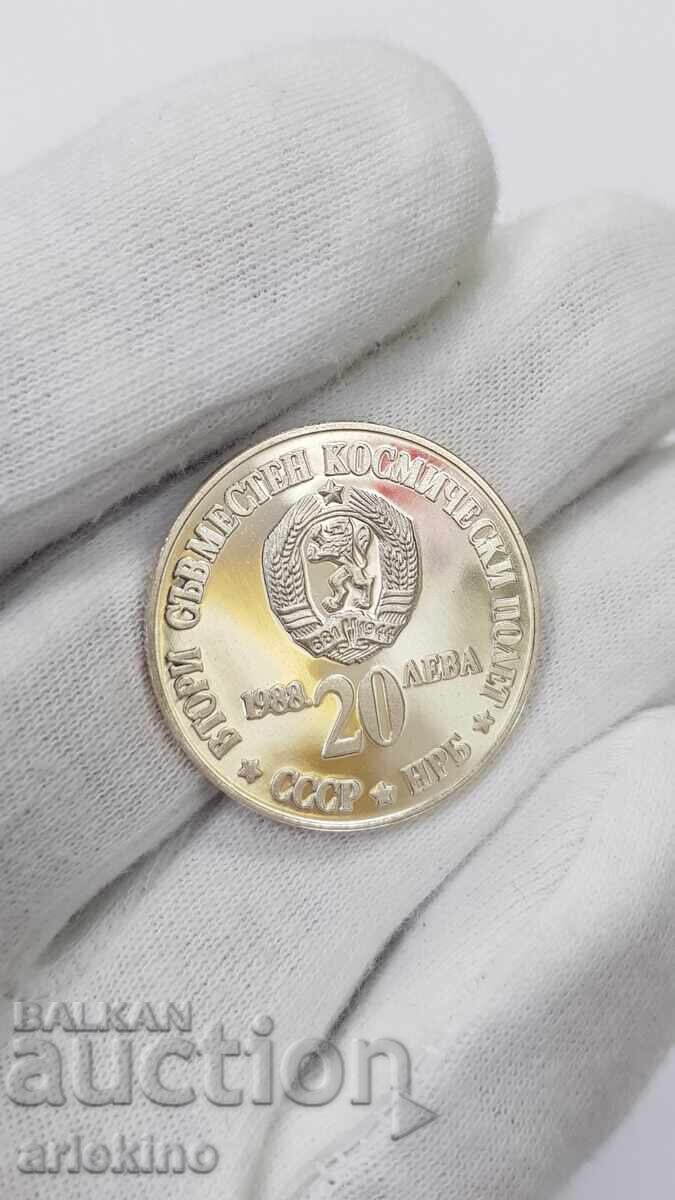 ВТОРИ СЪВМЕСТЕН КОСМИЧЕСКИ ПОЛЕТ
681 1944
1988. 20 ЛЕВА
★ СССР ★ НРБ ★
BALKAN
auction
arlekino